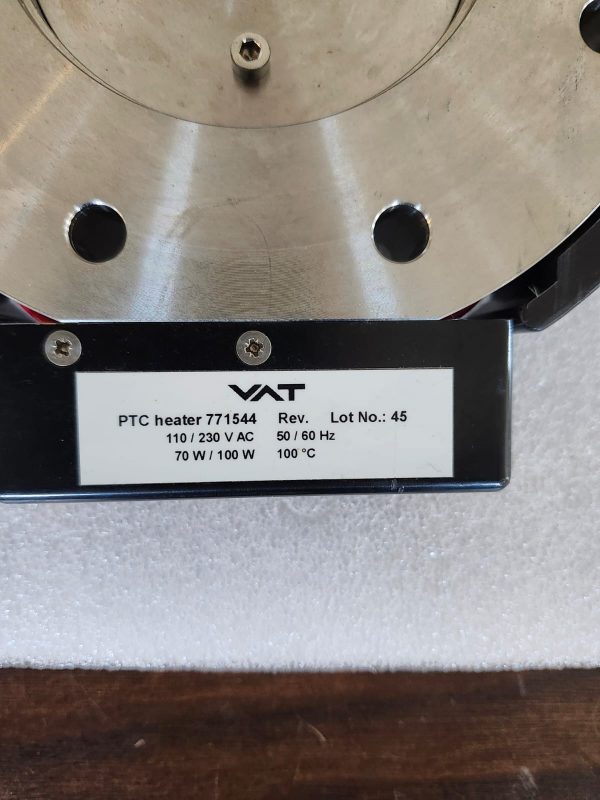 VAT
PTC heater 771544 Rev. Lot No.: 45
110 / 230 V AC 50 / 60 Hz
70 W / 100 W 100 °C